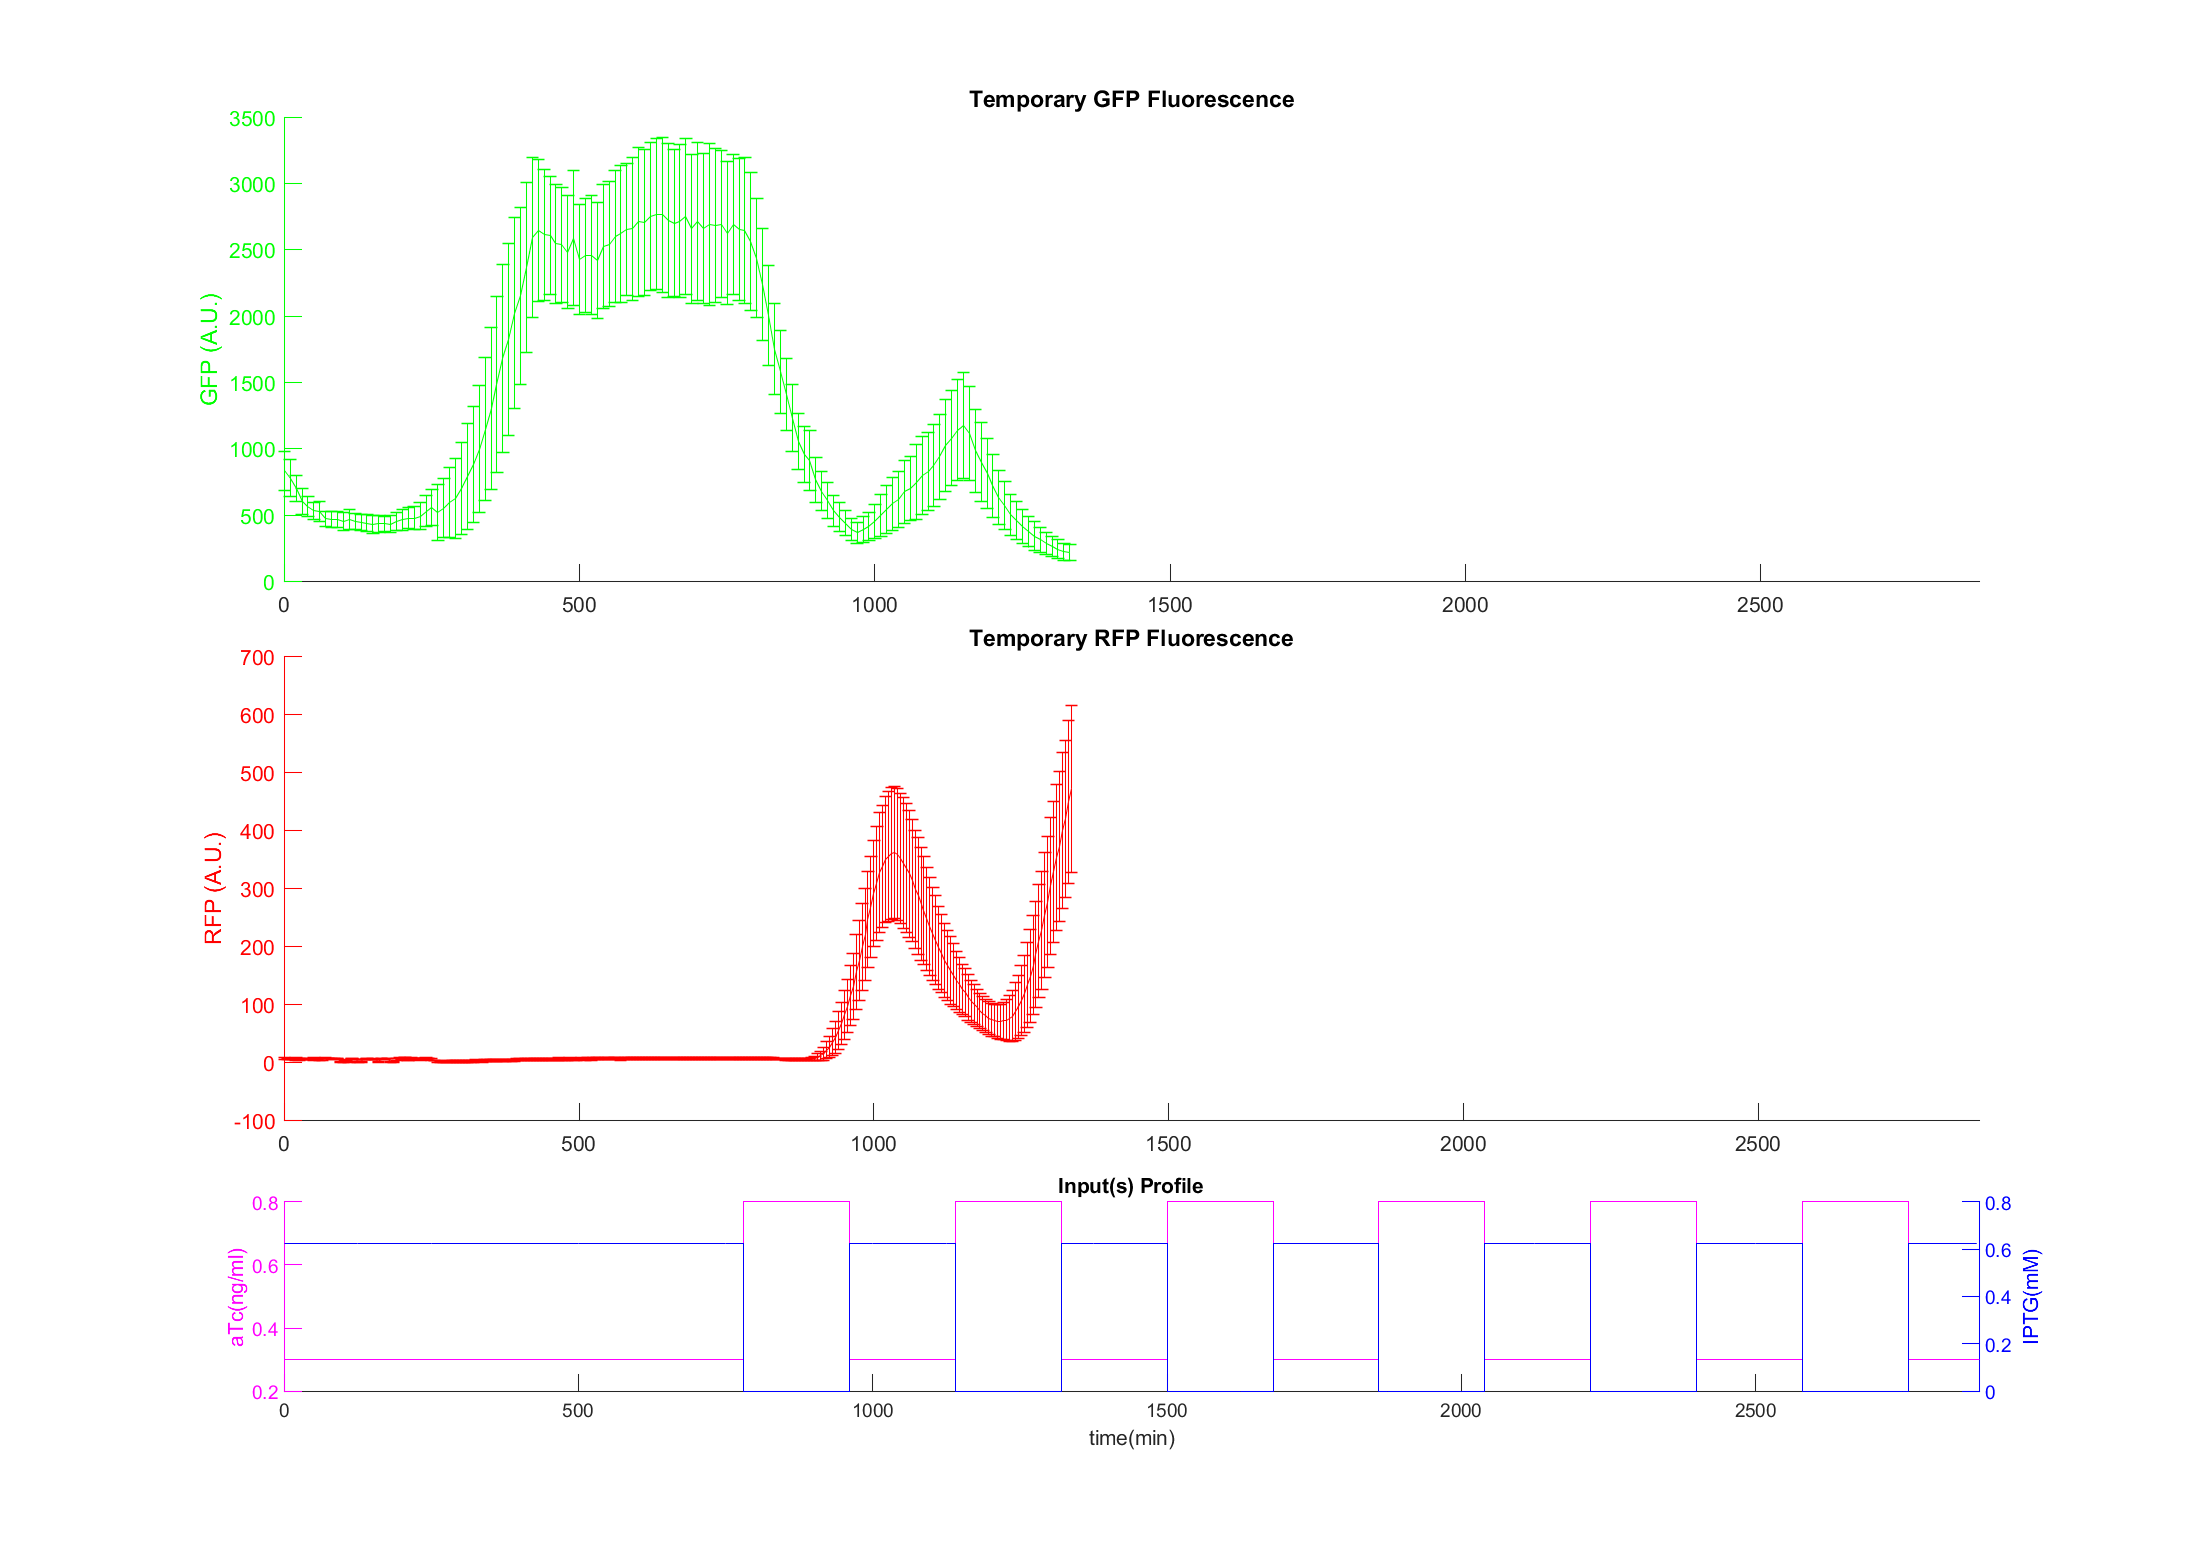 Temporary GFP Fluorescence
3500
3000
2500
2000
1500
1000
500
0
GFP (A.U.)
0 500 1000 1500 2000 2500
Temporary RFP Fluorescence
700
600
500
400
300
200
100
0
-100
RFP (A.U.)
0 500 1000 1500 2000 2500
Input(s) Profile
0.8
0.6
0.4
0.2
aTc(ng/ml)
0.8
0.6
0.4
0.2
0
IPTG(mM)
0 500 1000 1500 2000 2500
time(min)